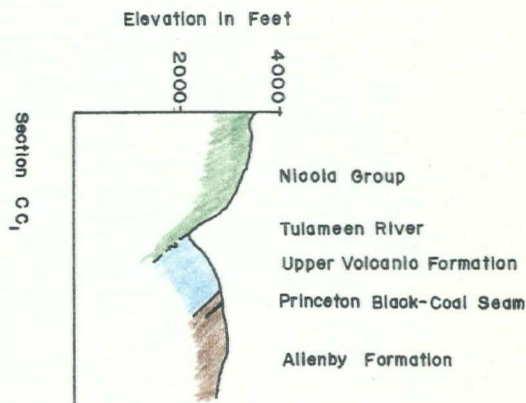 Elevation in Feet
2000
4000
Section CC₁
Nicola Group
Tulameen River
Upper Volcanic Formation
Princeton Black-Coal Seam
Allenby Formation